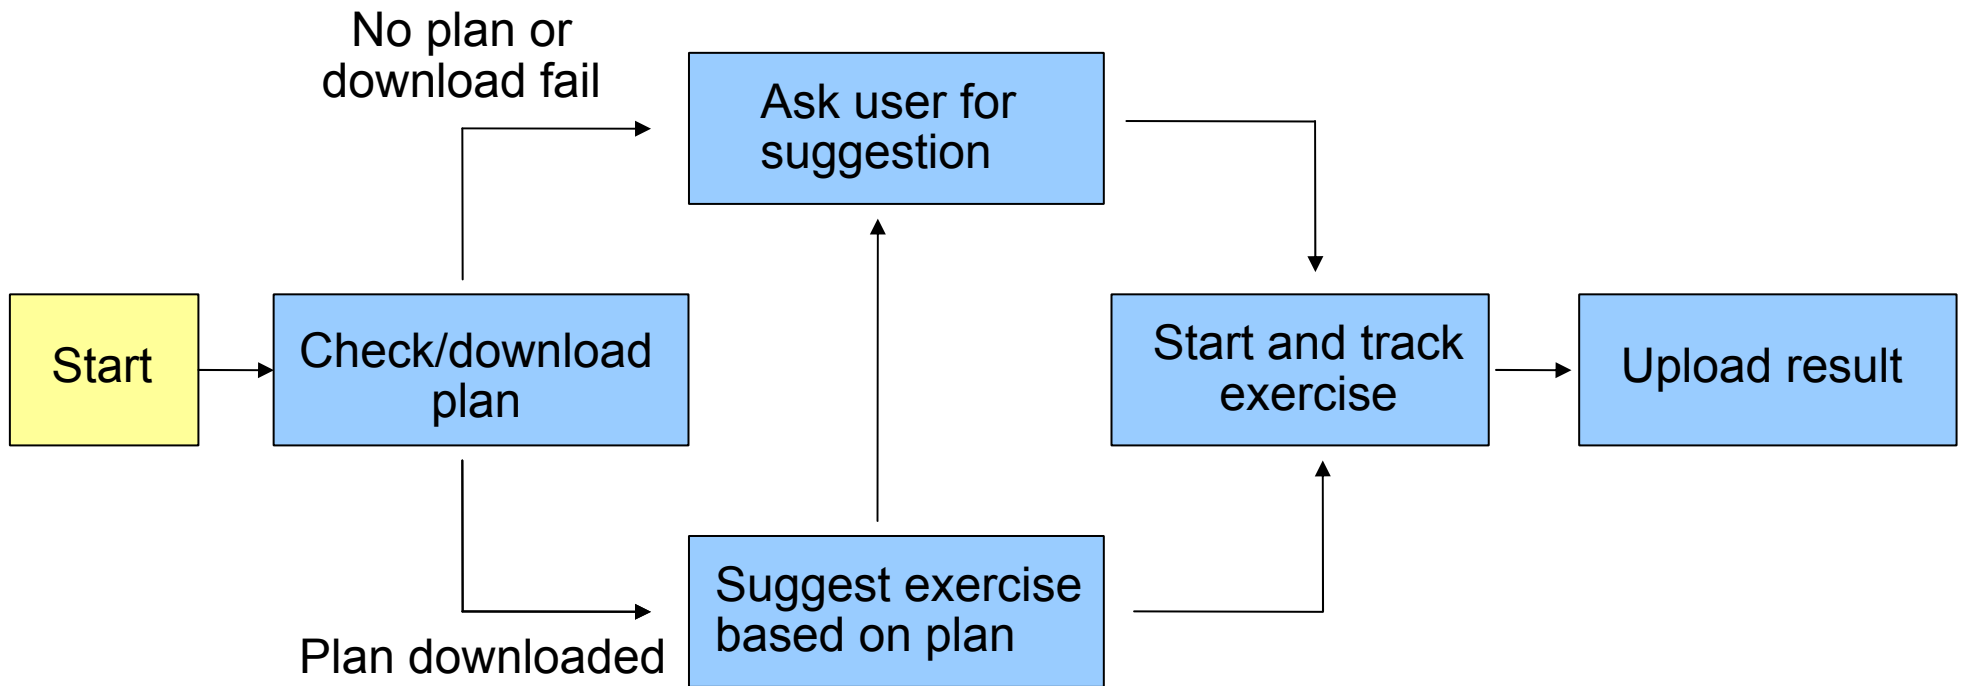 No plan or
download fail
Ask user for
suggestion
Start
Check/download
plan
Start and track
exercise
Upload result
Suggest exercise
based on plan
Plan downloaded